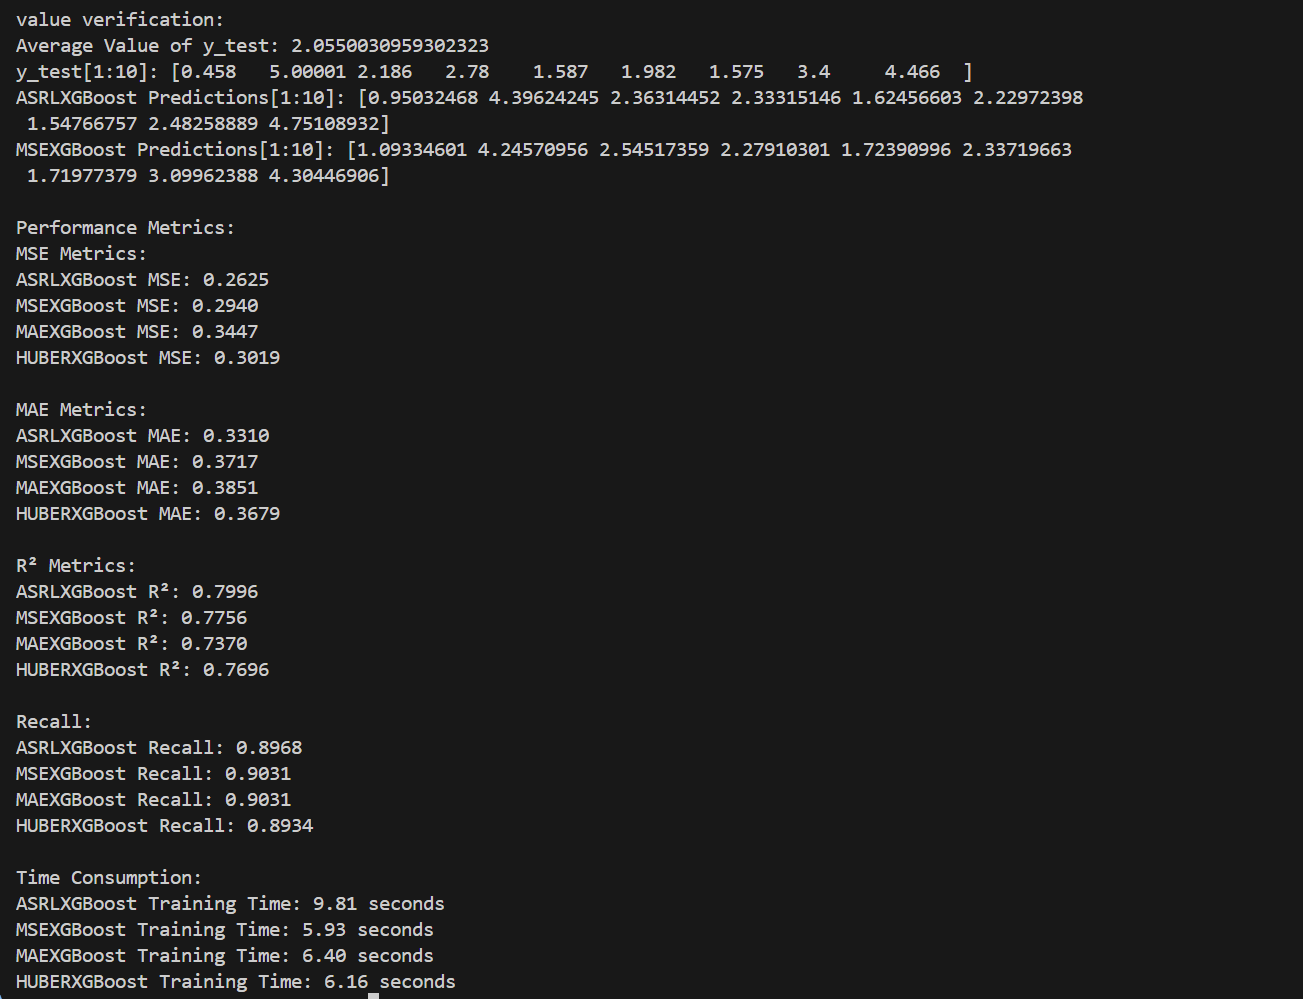 value verification:
Average Value of y_test: 2.0550030959302323
y_test[1:10]: [0.458   5.00001 2.186   2.78    1.587   1.982   1.575   3.4     4.466  ]
ASRLXGBoost Predictions[1:10]: [0.95032468 4.39624245 2.36314452 2.33315146 1.62456603 2.22972398
 1.54766757 2.48258889 4.75108932]
MSEXGBoost Predictions[1:10]: [1.09334601 4.24570956 2.54517359 2.27910301 1.72390996 2.33719663
 1.71977379 3.09962388 4.30446906]

Performance Metrics:
MSE Metrics:
ASRLXGBoost MSE: 0.2625
MSEXGBoost MSE: 0.2940
MAEXGBoost MSE: 0.3447
HUBERXGBoost MSE: 0.3019

MAE Metrics:
ASRLXGBoost MAE: 0.3310
MSEXGBoost MAE: 0.3717
MAEXGBoost MAE: 0.3851
HUBERXGBoost MAE: 0.3679

R² Metrics:
ASRLXGBoost R²: 0.7996
MSEXGBoost R²: 0.7756
MAEXGBoost R²: 0.7370
HUBERXGBoost R²: 0.7696

Recall:
ASRLXGBoost Recall: 0.8968
MSEXGBoost Recall: 0.9031
MAEXGBoost Recall: 0.9031
HUBERXGBoost Recall: 0.8934

Time Consumption:
ASRLXGBoost Training Time: 9.81 seconds
MSEXGBoost Training Time: 5.93 seconds
MAEXGBoost Training Time: 6.40 seconds
HUBERXGBoost Training Time: 6.16 seconds